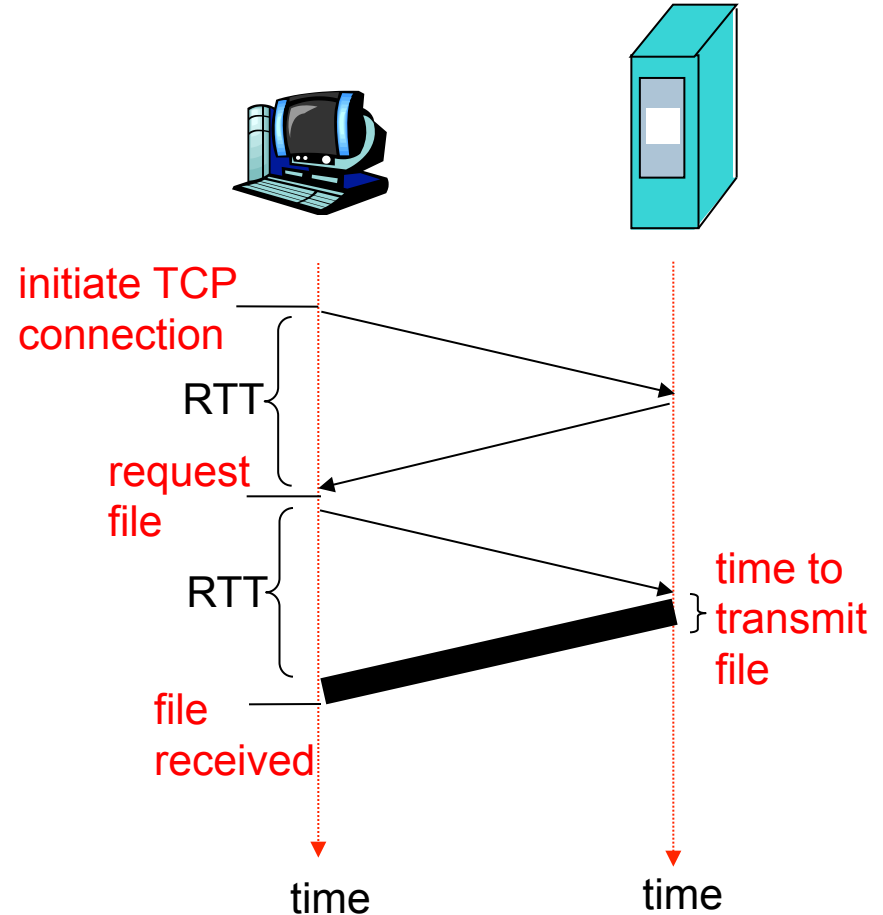 initiate TCP
connection
RTT
request
file
RTT
time to
transmit
file
file
received
time
time